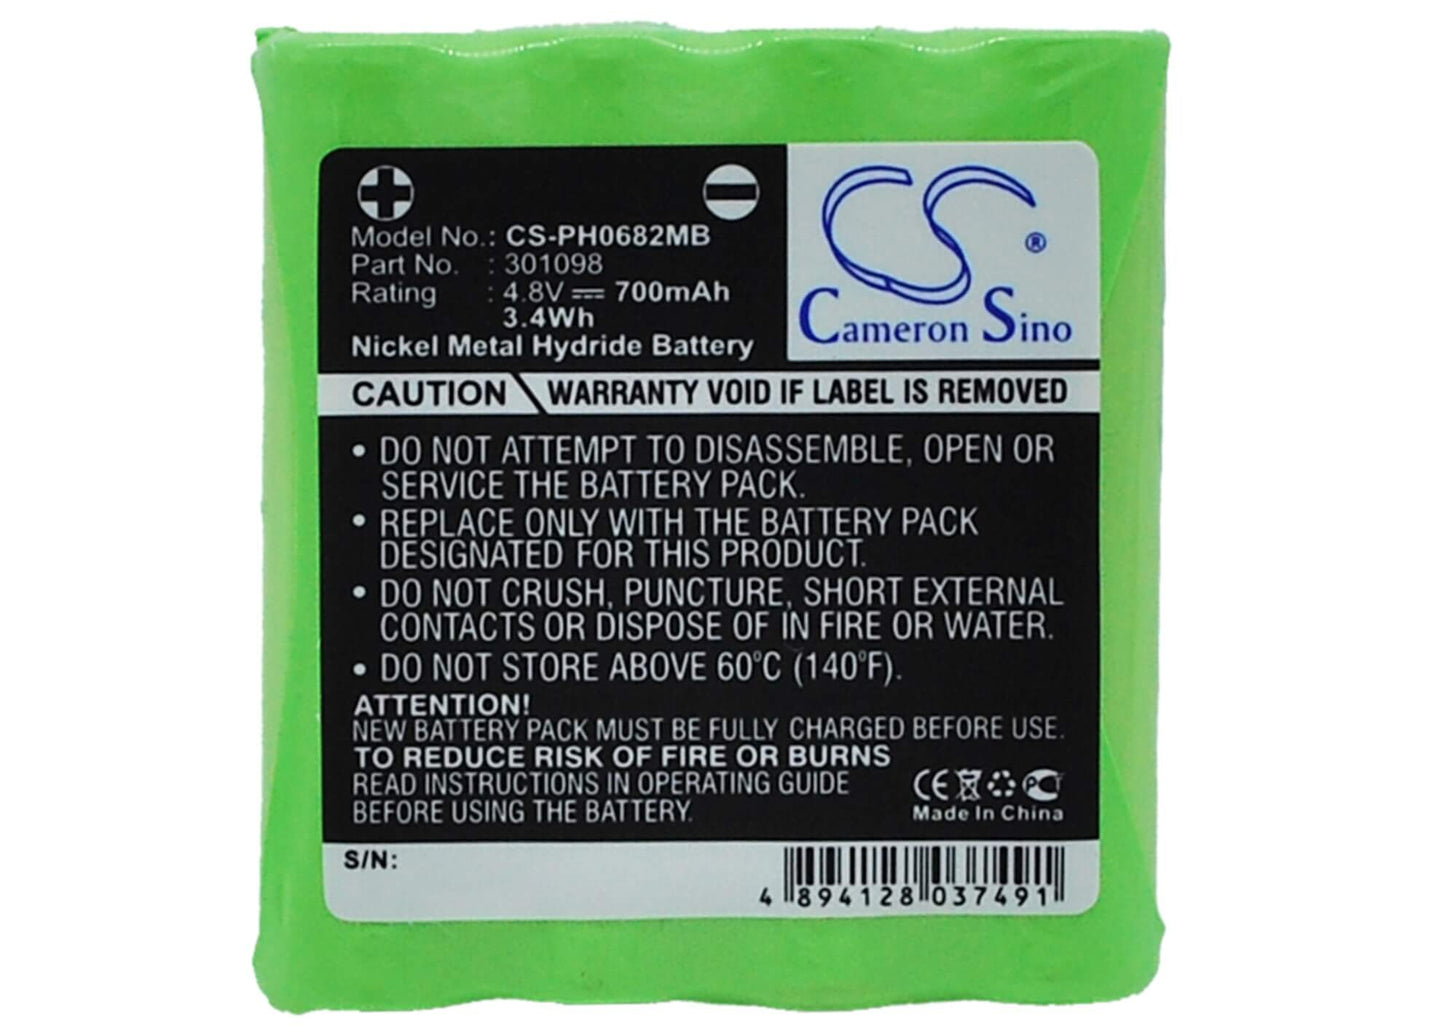 CS®
Cameron Sino
Model No.: CS-PH0682MB
Part No. : 301098
Rating : 4.8V 700mAh
3.4Wh
Nickel Metal Hydride Battery
CAUTION WARRANTY VOID IF LABEL IS REMOVED
• DO NOT ATTEMPT TO DISASSEMBLE, OPEN OR
SERVICE THE BATTERY PACK.
• REPLACE ONLY WITH THE BATTERY PACK
DESIGNATED FOR THIS PRODUCT.
• DO NOT CRUSH, PUNCTURE, SHORT EXTERNAL
CONTACTS OR DISPOSE OF IN FIRE OR WATER.
• DO NOT STORE ABOVE 60°C (140°F).
ATTENTION!
NEW BATTERY PACK MUST BE FULLY CHARGED BEFORE USE.
TO REDUCE RISK OF FIRE OR BURNS
READ INSTRUCTIONS IN OPERATING GUIDE
BEFORE USING THE BATTERY.
CE
Made In China
S/N:
4 894128 037491